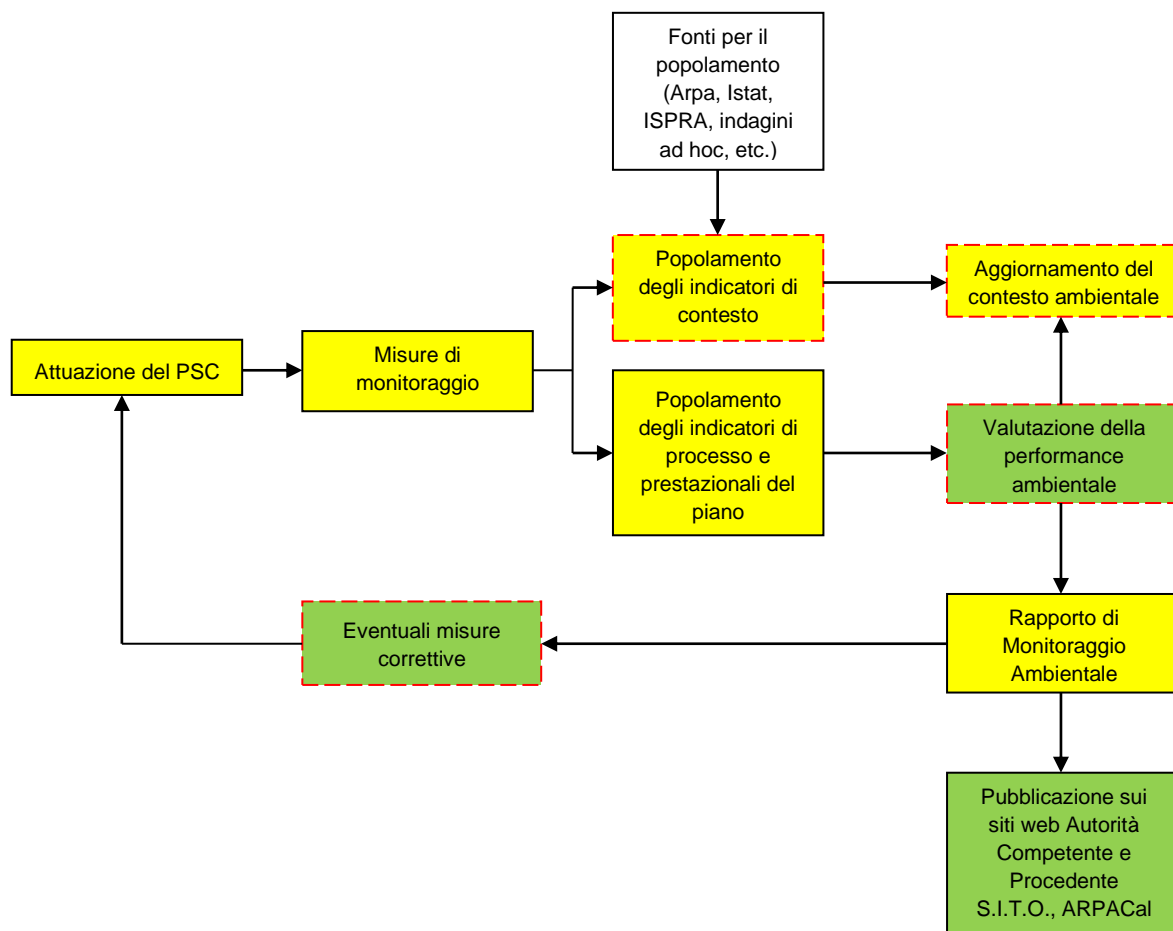 Fonti per il
popolamento
(Arpa, Istat,
ISPRA, indagini
ad hoc, etc.)
Popolamento
degli indicatori di
contesto
Aggiornamento del
contesto ambientale
Attuazione del PSC
Misure di
monitoraggio
Popolamento
degli indicatori di
processo e
prestazionali del
piano
Valutazione della
performance
ambientale
Eventuali misure
correttive
Rapporto di
Monitoraggio
Ambientale
Pubblicazione sui
siti web Autorità
Competente e
Procedente
S.I.T.O., ARPACal